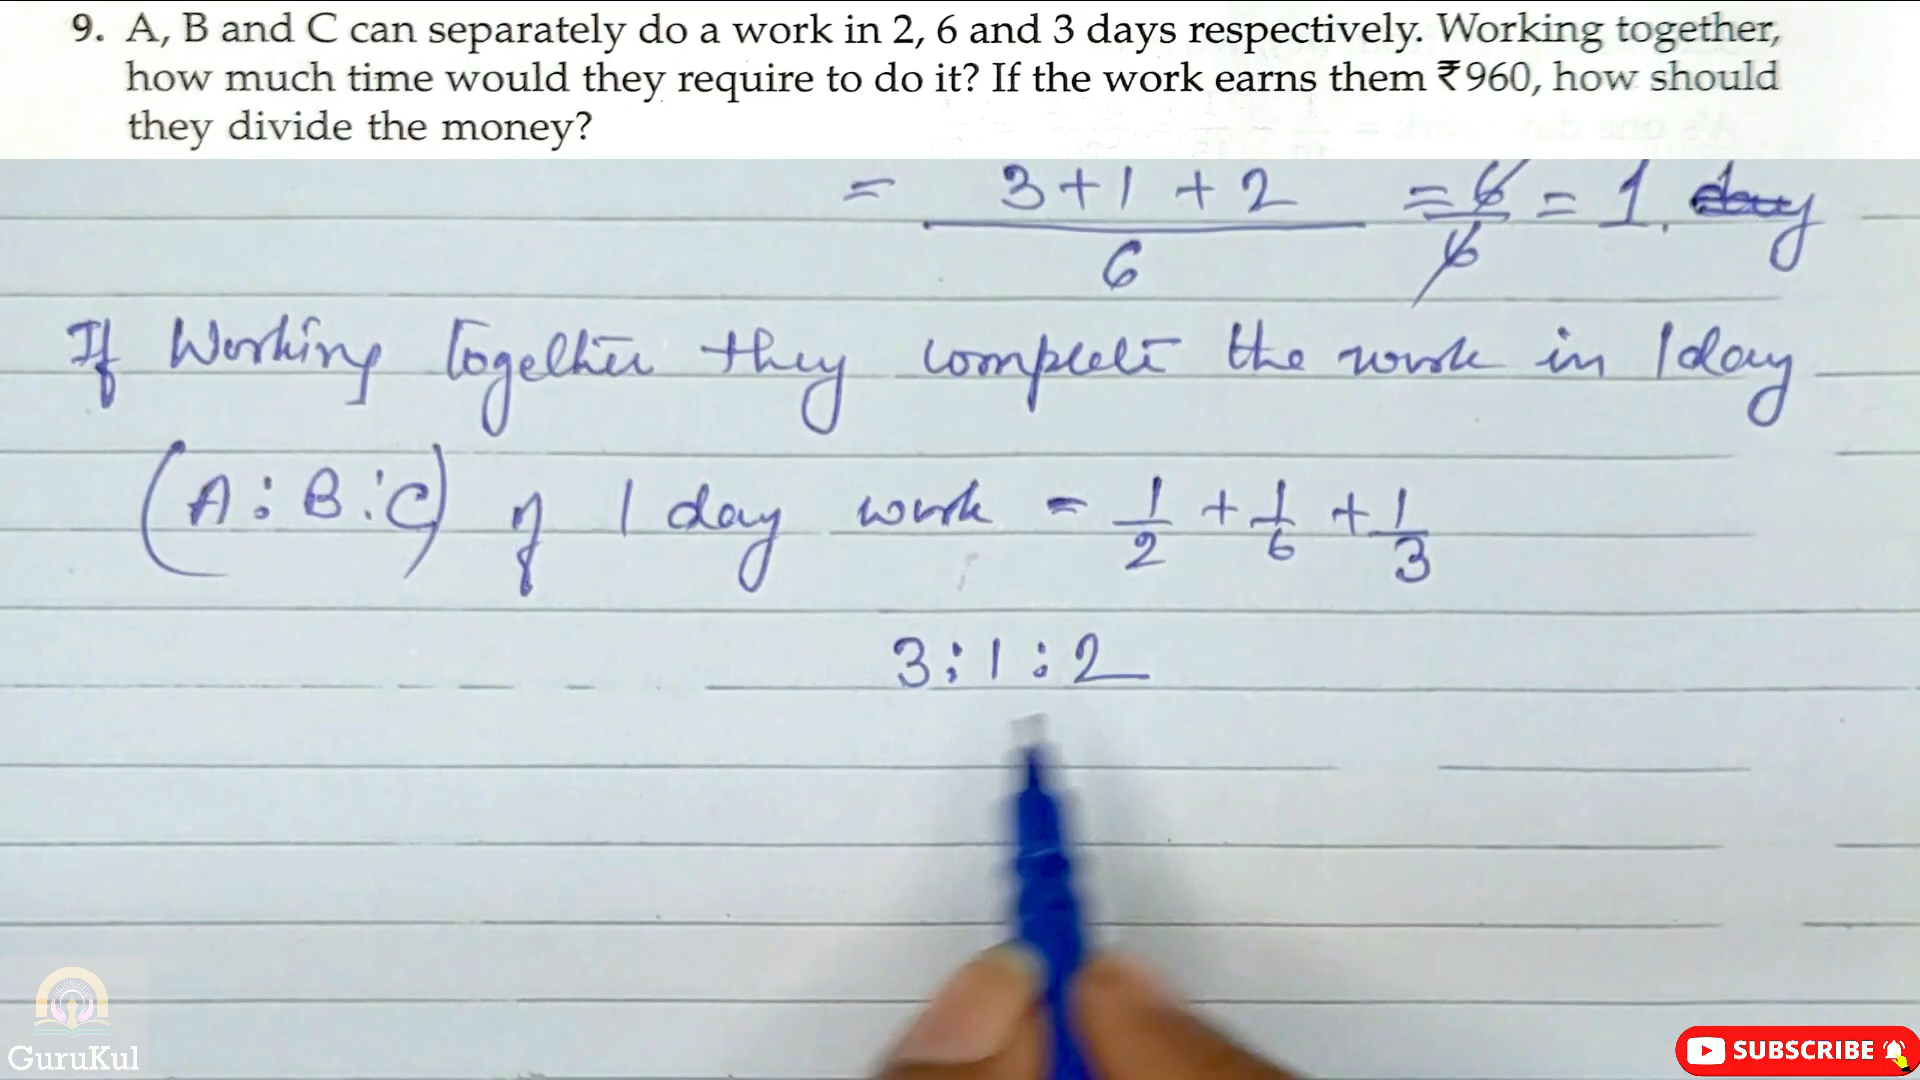 9. A, B and C can separately do a work in 2, 6 and 3 days respectively. Working together,
how much time would they require to do it? If the work earns them ₹960, how should
they divide the money?
= 3+1+2/6 = 6/6 = 1. day
If Working together they complete the work in 1 day
(A:B:C) of 1 day work = 1/2 + 1/6 + 1/3
3:1:2
GuruKul
SUBSCRIBE